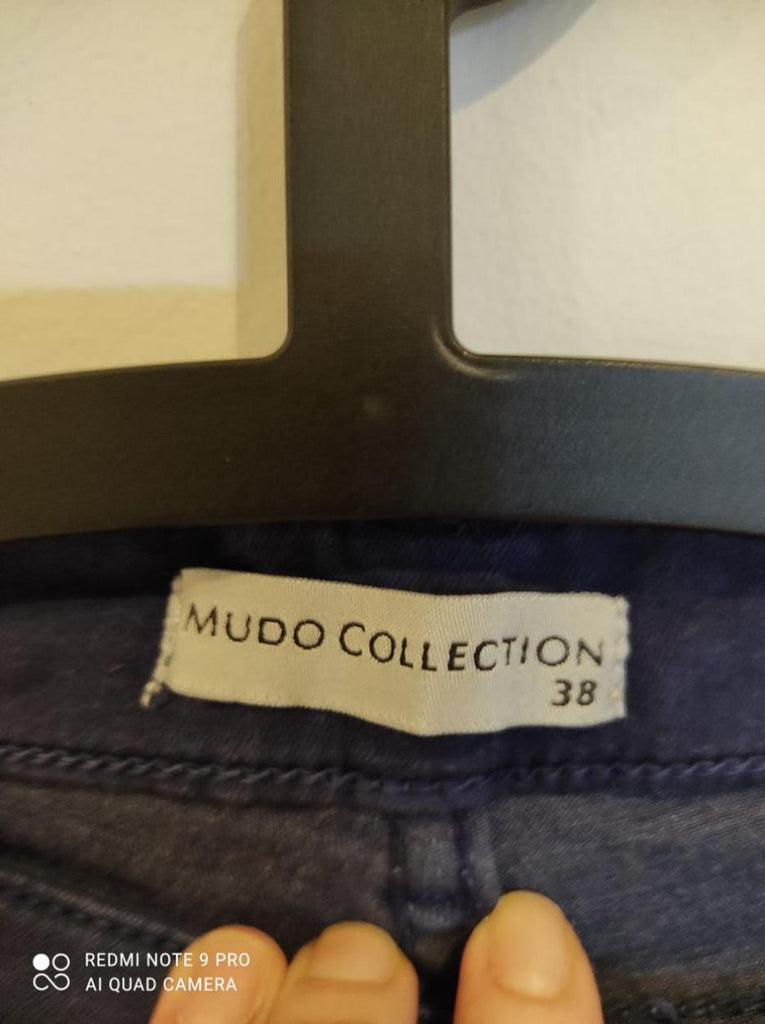 MUDO COLLECTION
38
REDMI NOTE 9 PRO
AI QUAD CAMERA